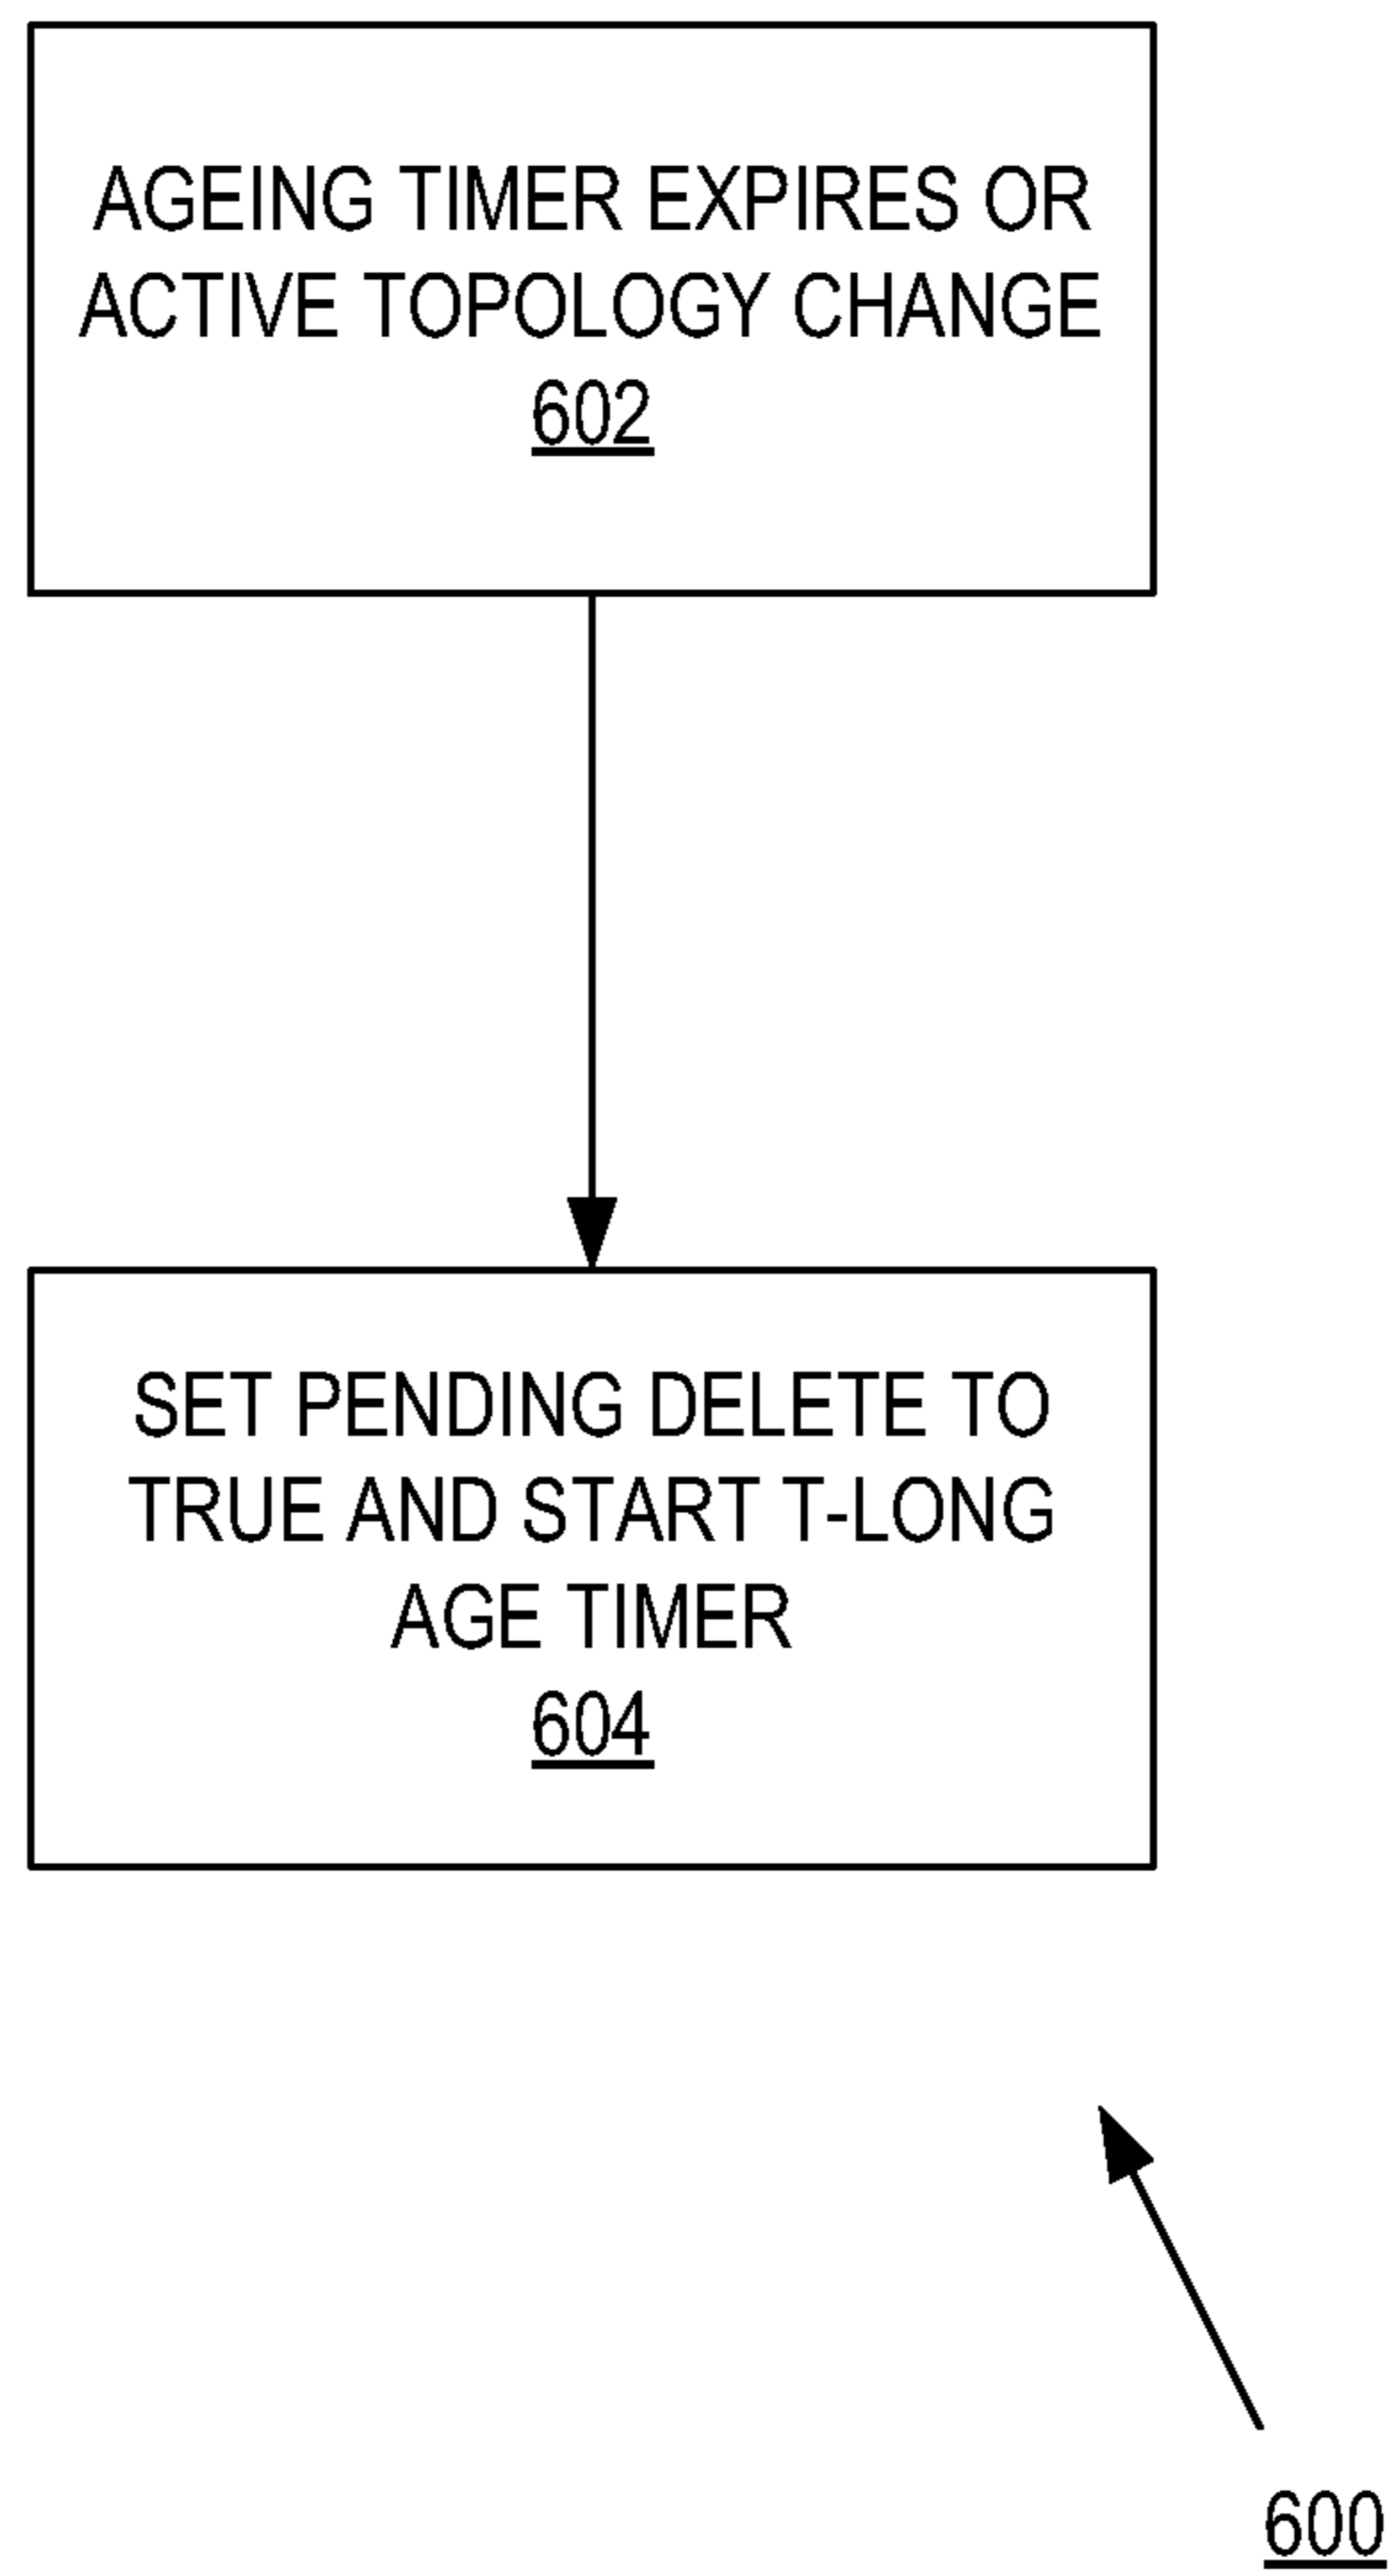 AGEING TIMER EXPIRES OR
ACTIVE TOPOLOGY CHANGE
602
SET PENDING DELETE TO
TRUE AND START T-LONG
AGE TIMER
604
600